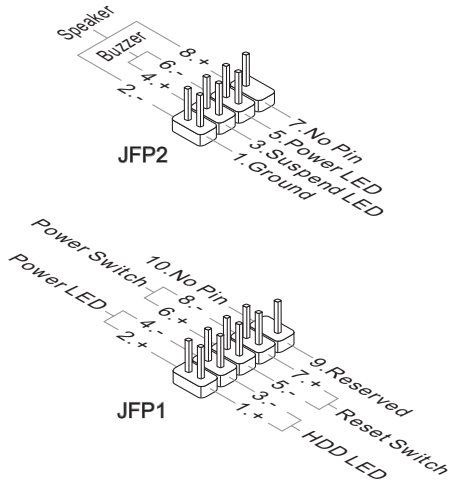 Speaker
Buzzer
8.+
6.-
4.+
2.-
7.No Pin
5.Power LED
3.Suspend LED
1.Ground
JFP2
Power Switch
Power LED
10.No Pin
8.-
6.+
4.-
2.+
9.Reserved
7.+
5.-
3.-
1.+
Reset Switch
HDD LED
JFP1